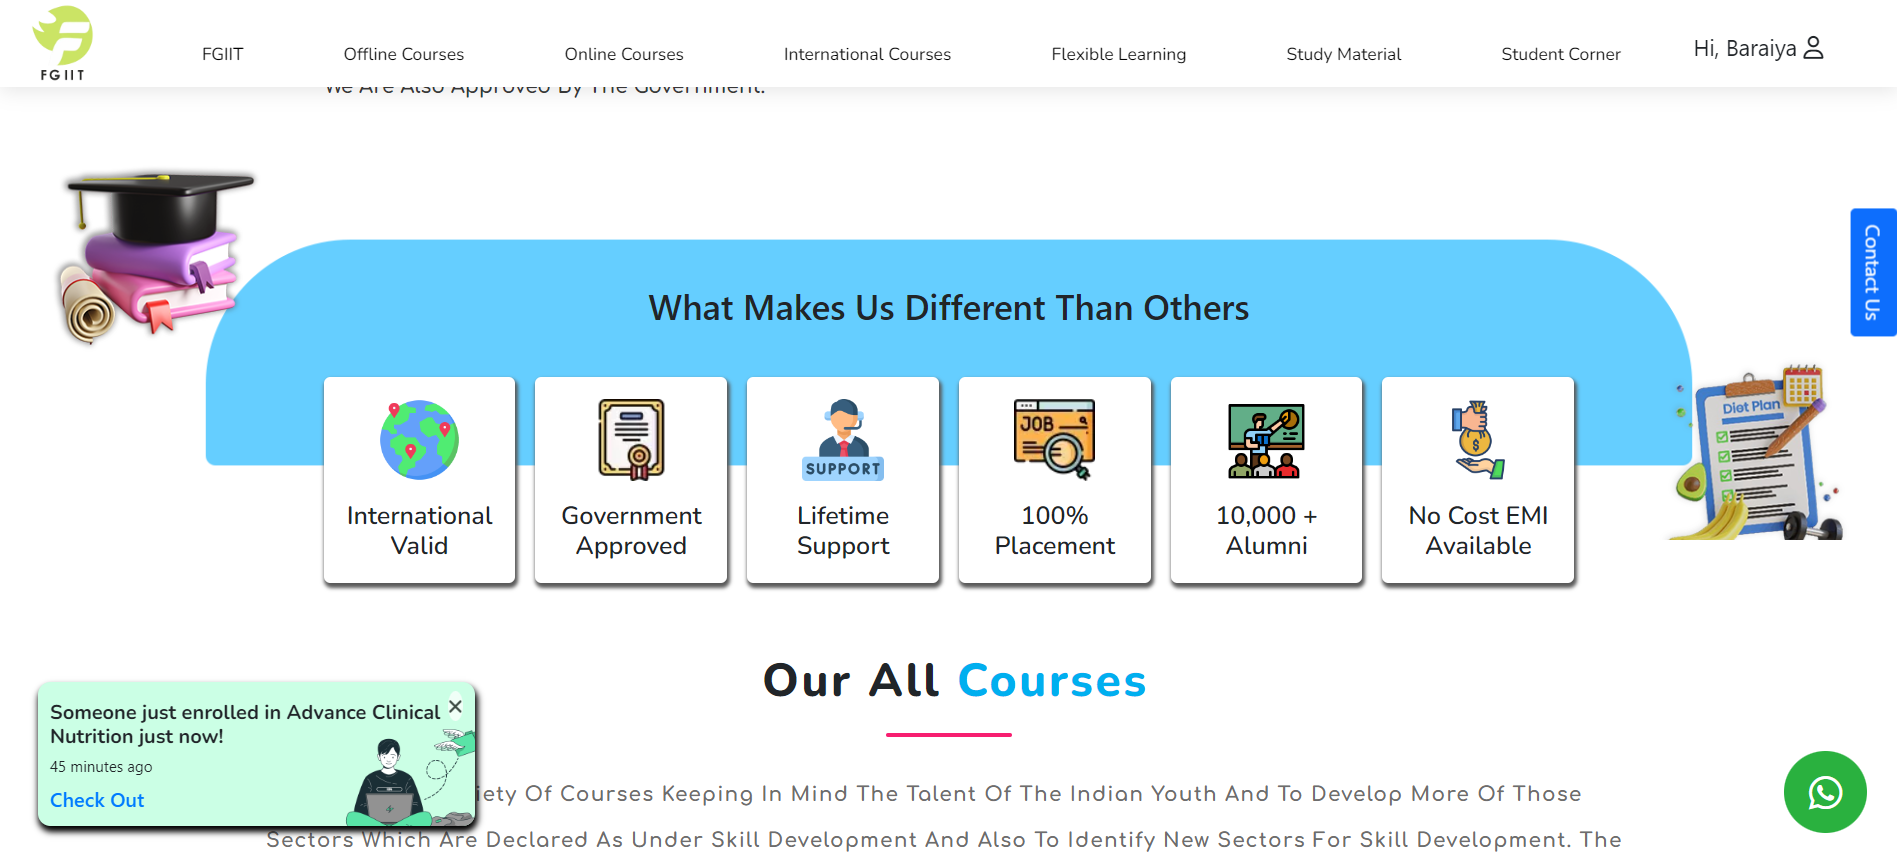 FGIIT
FGIIT
Offline Courses
Online Courses
International Courses
Flexible Learning
Study Material
Student Corner
Hi, Baraiya
We Are Also Approved By The Government.
Contact Us
What Makes Us Different Than Others
Diet Plan
SUPPORT
JOB
International
Valid
Government
Approved
Lifetime
Support
100%
Placement
10,000 +
Alumni
No Cost EMI
Available
Our All Courses
Someone just enrolled in Advance Clinical
Nutrition just now!
45 minutes ago
Check Out
Of Courses Keeping In Mind The Talent Of The Indian Youth And To Develop More Of Those
Sectors Which Are Declared As Under Skill Development And Also To Identify New Sectors For Skill Development. The